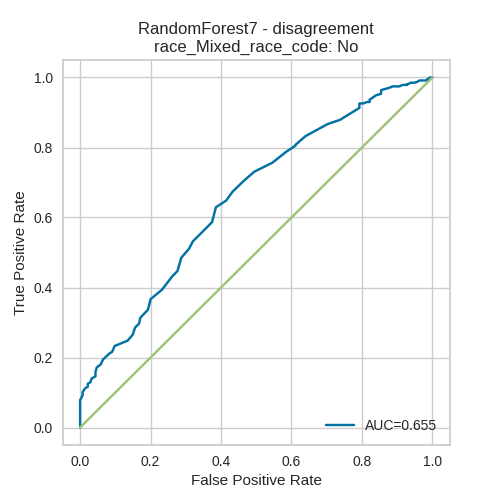 RandomForest7 - disagreement
race_Mixed_race_code: No
True Positive Rate
1.0
0.8
0.6
0.4
0.2
0.0
AUC=0.655
0.0 0.2 0.4 0.6 0.8 1.0
False Positive Rate